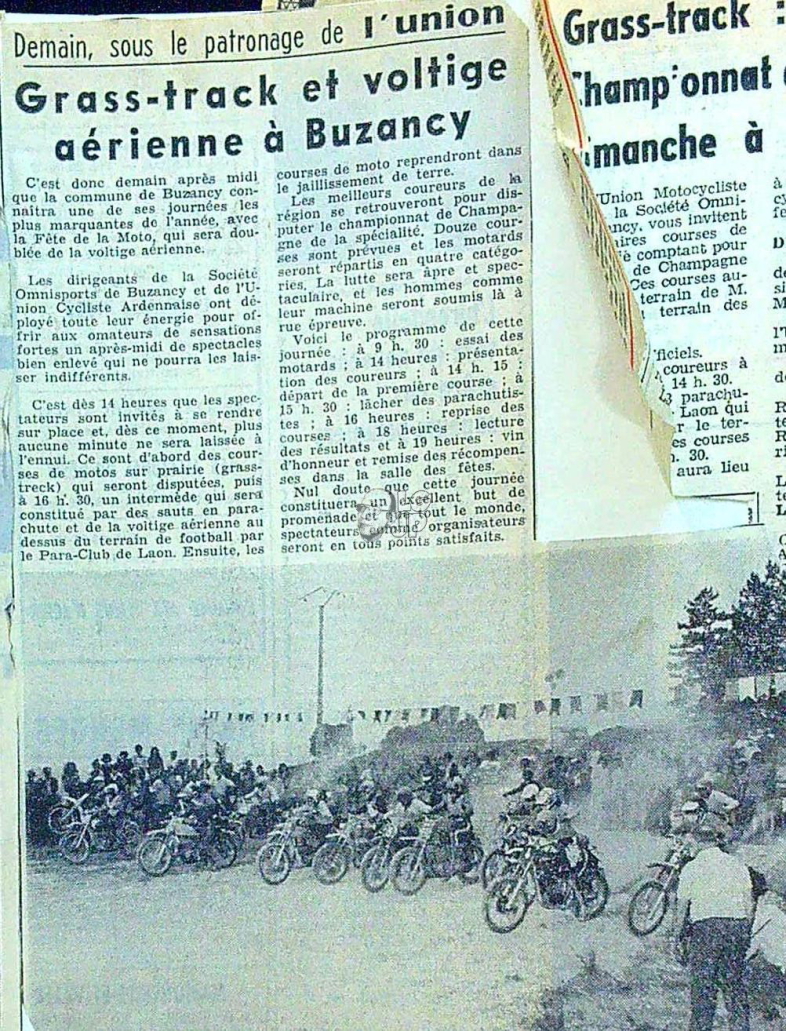 Demain, sous le patronage de l'union
Grass-track et voltige
aérienne à Buzancy
C'est donc demain après midi
que la commune de Buzancy con-
naîtra une de ses journées les
plus marquantes de l'année, avec
la Fête de la Moto, qui sera dou-
blée de la voltige aérienne.
Les dirigeants de la Société
Omnisports de Buzancy et de l'U-
nion Cycliste Ardennaise ont dé-
ployé toute leur énergie pour of-
frir aux omateurs de sensations
fortes un après-midi de spectacles
bien enlevé qui ne pourra les lais-
ser indifférents.
C'est dès 14 heures que les spec-
tateurs sont invités à se rendre
sur place et, dès ce moment, plus
aucune minute ne sera laissée à
l'ennui. Ce sont d'abord des cour-
ses de motos sur prairie (grass-
treck) qui seront disputées, puis
à 16 h. 30, un intermède qui sera
constitué par des sauts en para-
chute et de la voltige aérienne au
dessus du terrain de football par
le Para-Club de Laon. Ensuite, les
courses de moto reprendront dans
le jaillissement de terre.
Les meilleurs coureurs de la
région se retrouveront pour dis-
puter le championnat de Champa-
gne de la spécialité. Douze cour-
ses sont prévues et les motards
seront répartis en quatre catégo-
ries. La lutte sera âpre et spec-
taculaire, et les hommes comme
leur machine seront soumis là à
rue épreuve.
Voici le programme de cette
journée : à 9 h. 30 : essai des
motards ; à 14 heures : présenta-
tion des coureurs ; à 14 h. 15 :
départ de la première course ; à
15 h. 30 : lâcher des parachutis-
tes ; à 16 heures : reprise des
courses ; à 18 heures : lecture
des résultats et à 19 heures : vin
d'honneur et remise des récompen-
ses dans la salle des fêtes.
Nul doute que cette journée
constituera un excellent but de
promenade et que tout le monde,
spectateurs comme organisateurs
seront en tous points satisfaits.
Grass-track :
Champ'onnat
imanche à
Union Motocycliste
la Société Omni-
ncy, vous invitent
aires courses de
comptant pour
de Champagne
Ces courses au-
terrain de M.
terrain des
fficiels.
coureurs à
14 h. 30.
3 parachu-
Laon qui
r le ter-
es courses
h. 30.
aura lieu